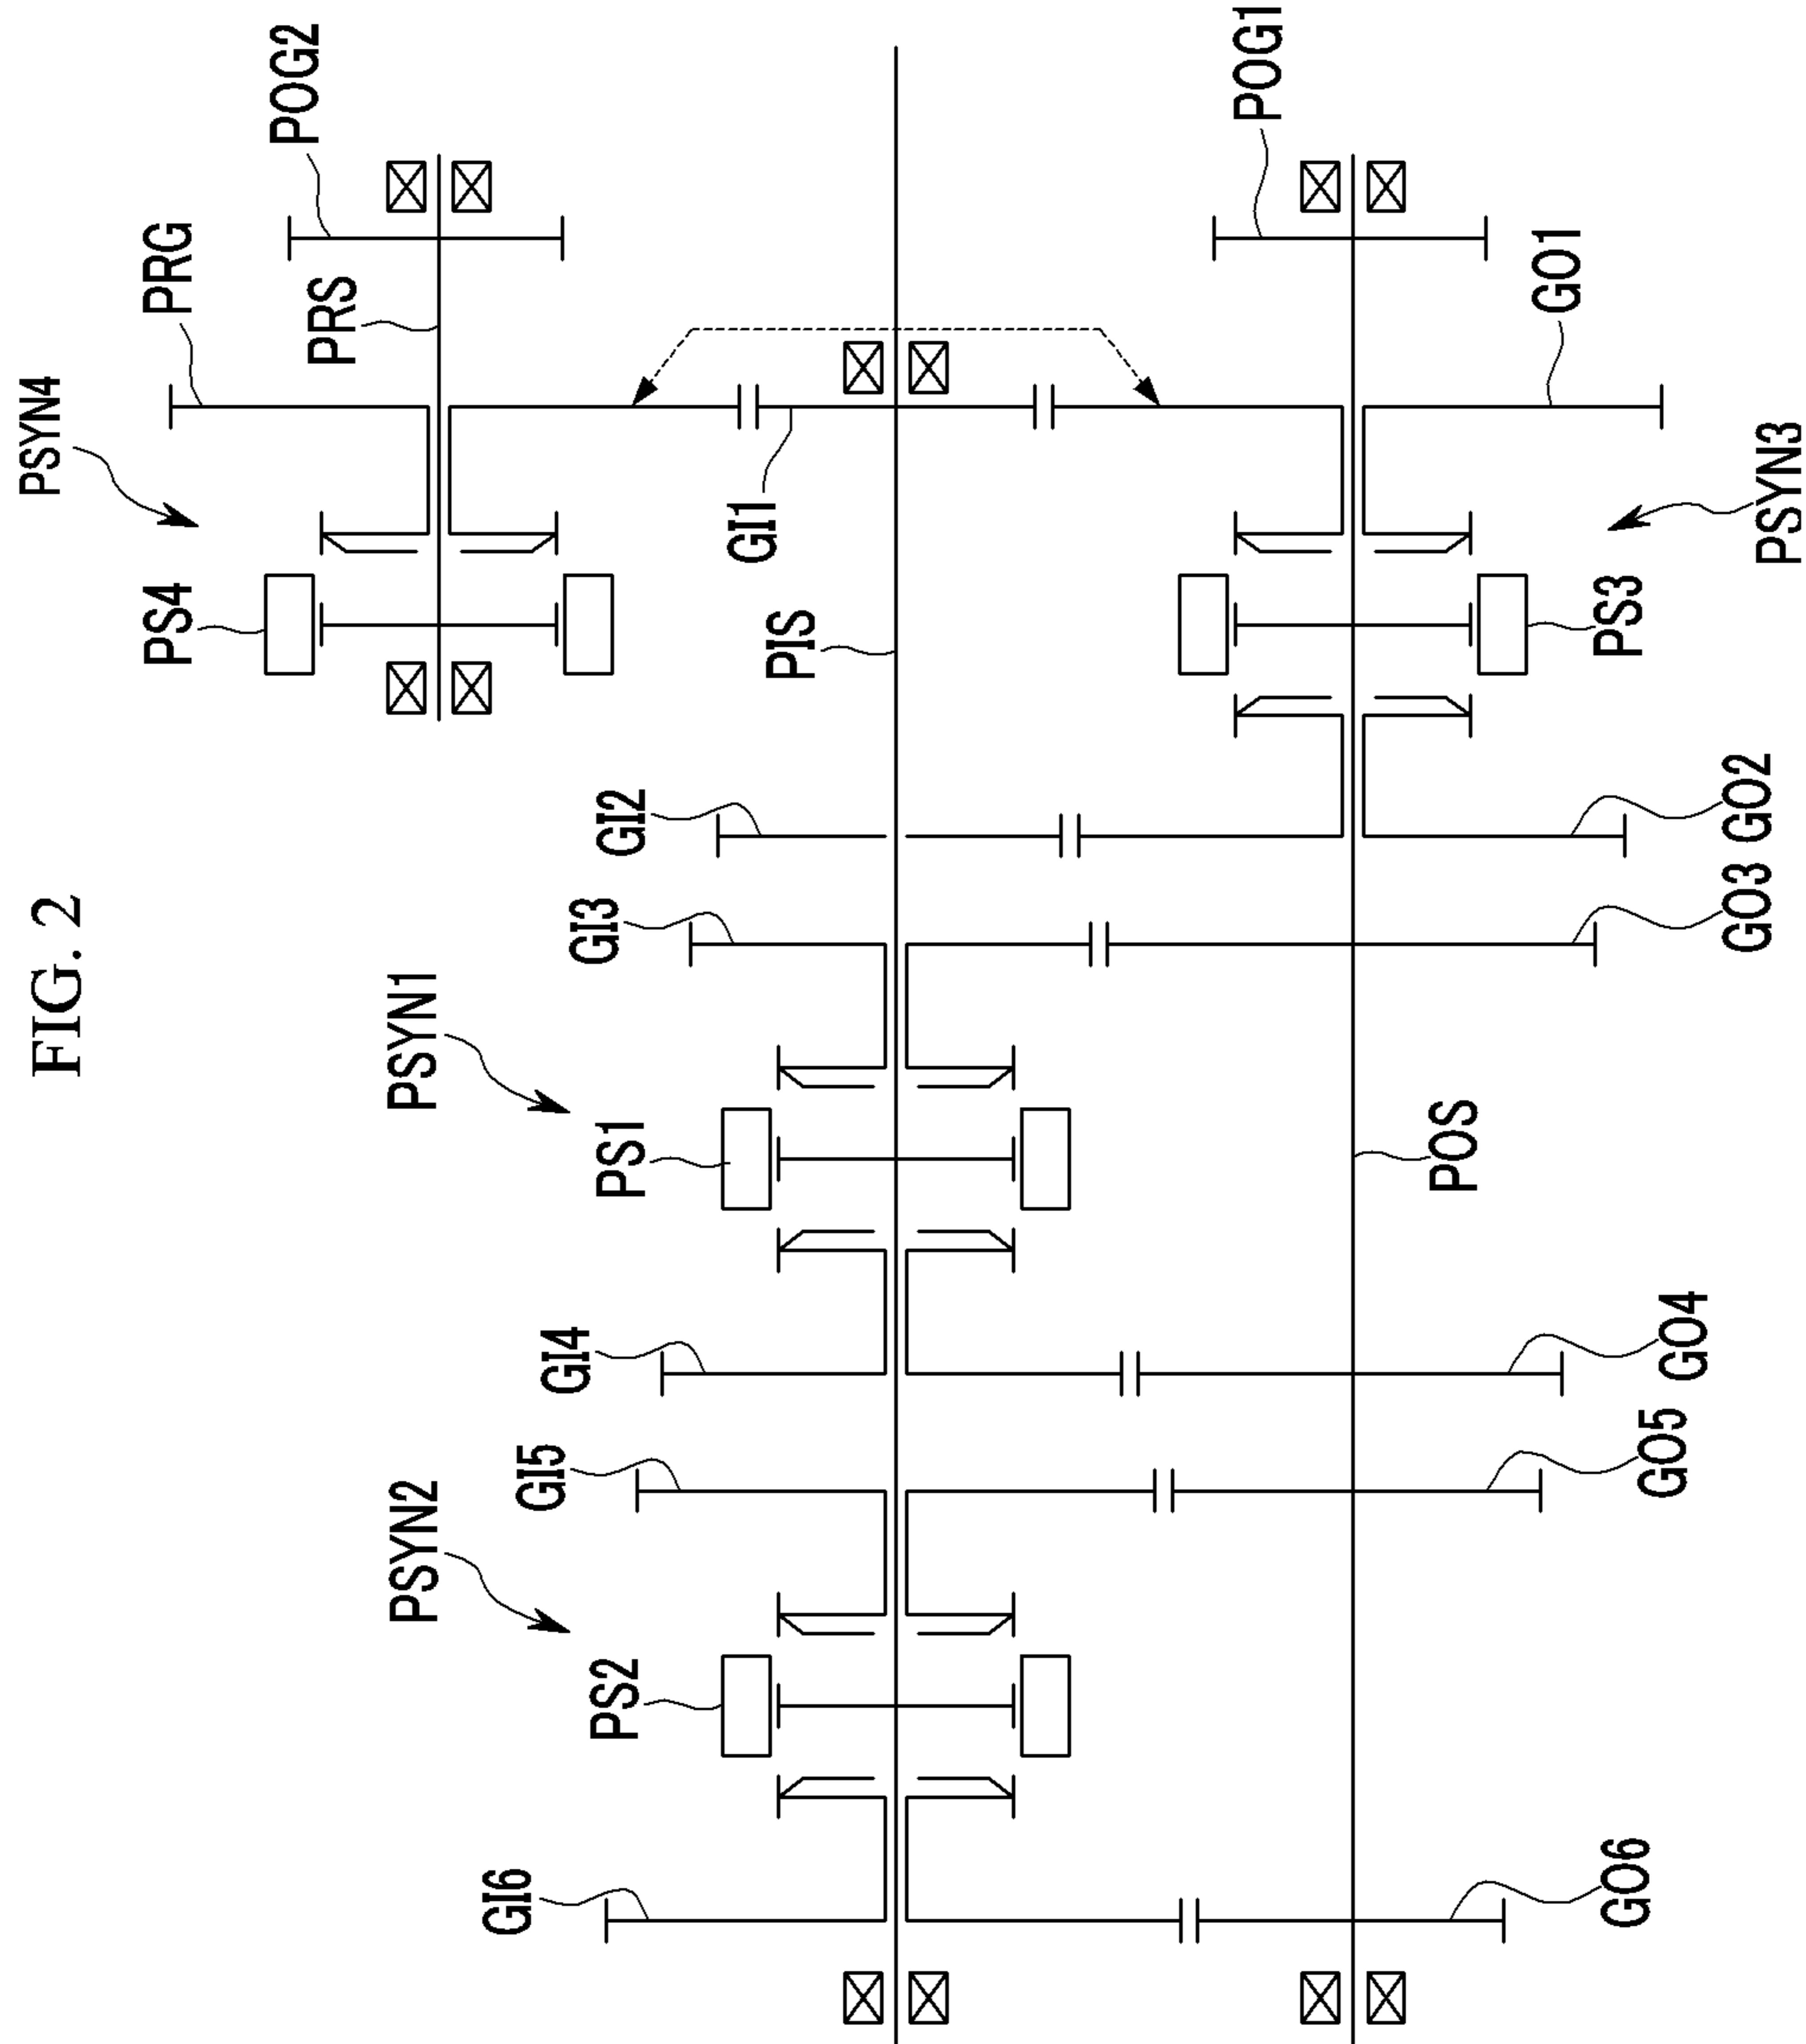 FIG. 2
PSYN4
PRG
POG2
PS4
PRS
PSYN1
PSYN2
GI1
PIS
GI2
GI3
PS1
GI4
GI5
PS2
GI6
POG1
GO1
PSYN3
PS3
GO2
GO3
POS
GO4
GO5
GO6